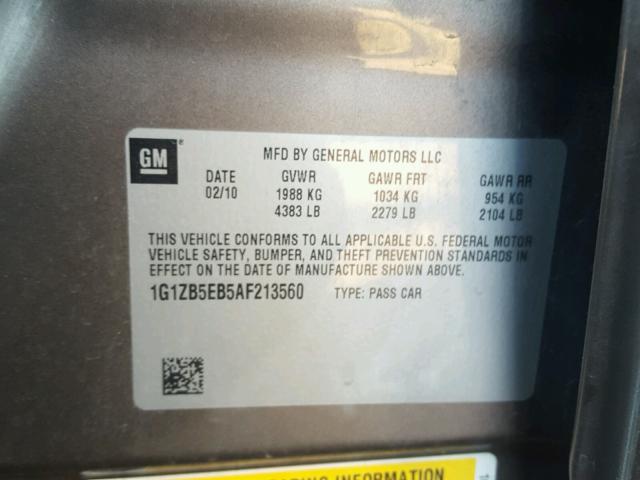 GM ® MFD BY GENERAL MOTORS LLC
DATE GVWR GAWR FRT GAWR RR
02/10 1988 KG 1034 KG 954 KG
4383 LB 2279 LB 2104 LB
THIS VEHICLE CONFORMS TO ALL APPLICABLE U.S. FEDERAL MOTOR
VEHICLE SAFETY, BUMPER, AND THEFT PREVENTION STANDARDS IN
EFFECT ON THE DATE OF MANUFACTURE SHOWN ABOVE.
1G1ZB5EB5AF213560 TYPE: PASS CAR
INFORMATION